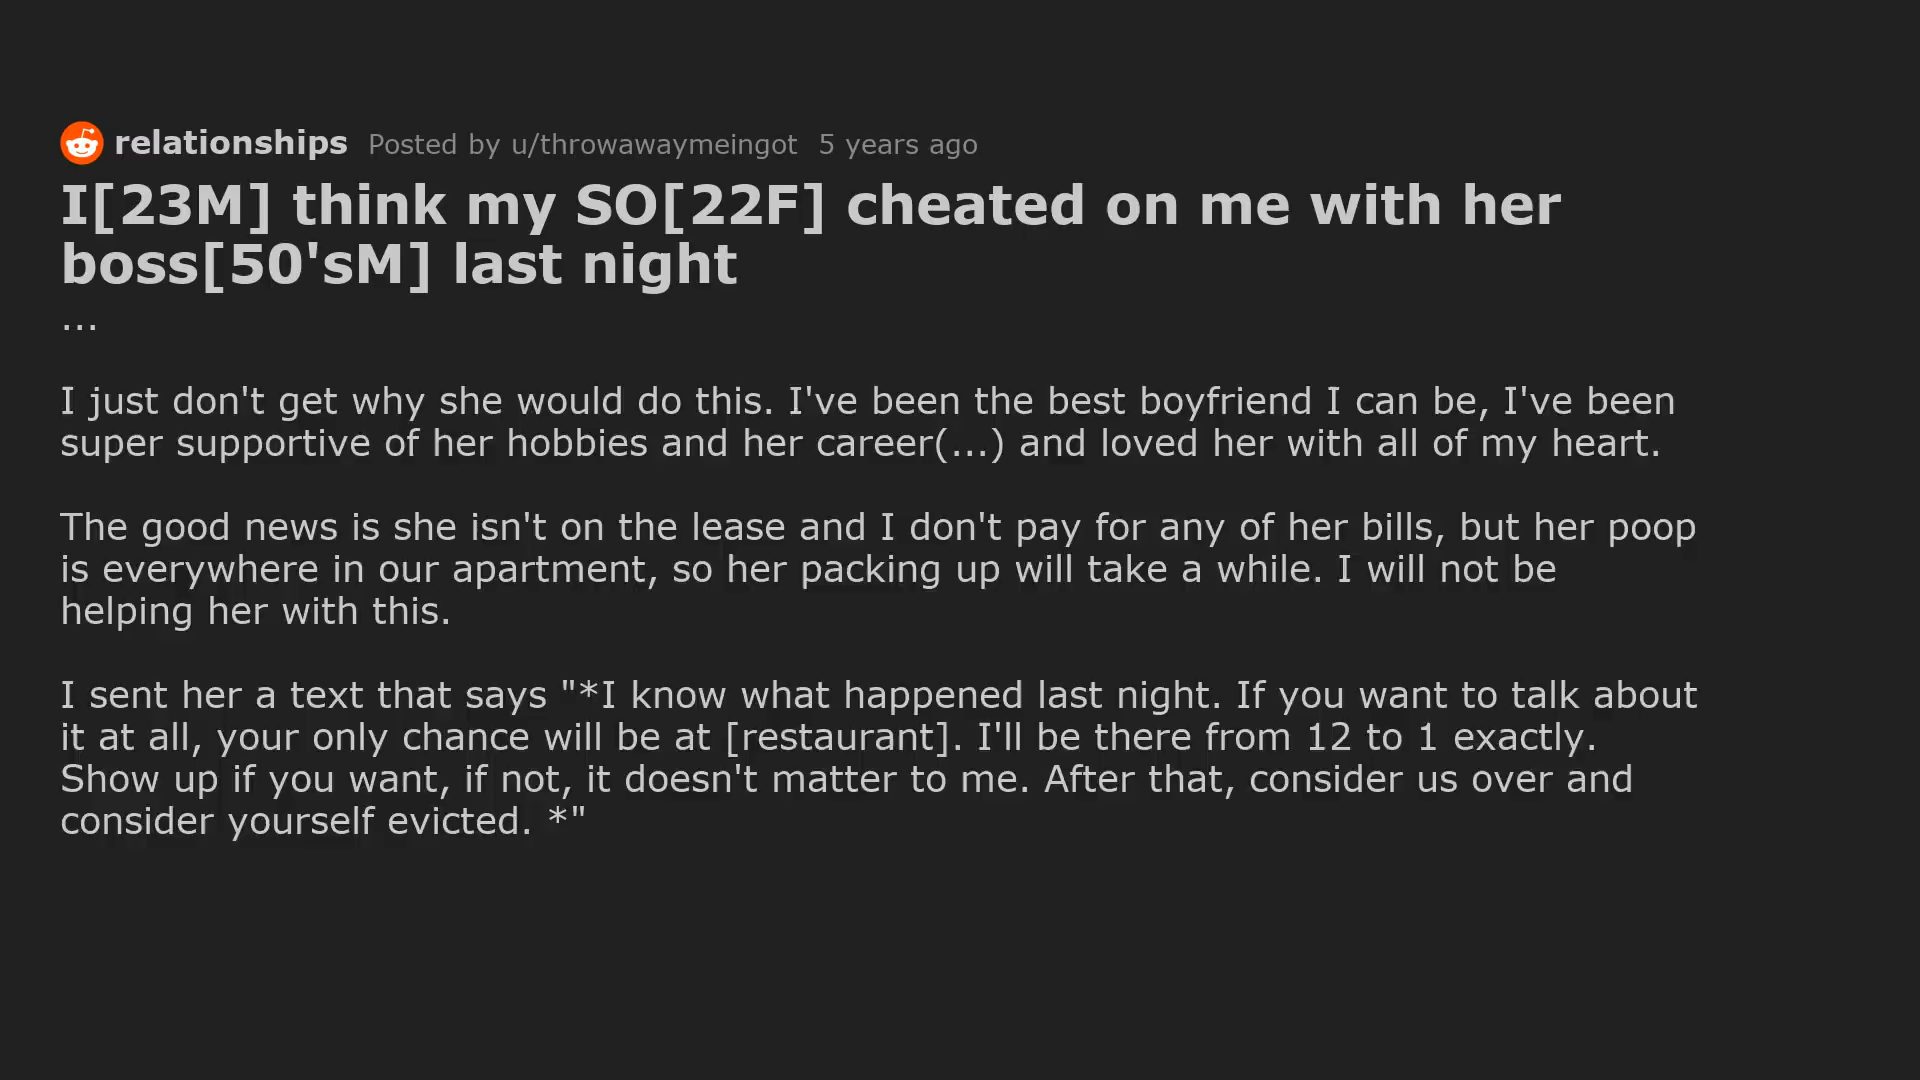 relationships Posted by u/throwawaymeingot 5 years ago
I[23M] think my SO[22F] cheated on me with her
boss[50'sM] last night
...
I just don't get why she would do this. I've been the best boyfriend I can be, I've been
super supportive of her hobbies and her career(...) and loved her with all of my heart.
The good news is she isn't on the lease and I don't pay for any of her bills, but her poop
is everywhere in our apartment, so her packing up will take a while. I will not be
helping her with this.
I sent her a text that says "*I know what happened last night. If you want to talk about
it at all, your only chance will be at [restaurant]. I'll be there from 12 to 1 exactly.
Show up if you want, if not, it doesn't matter to me. After that, consider us over and
consider yourself evicted. *"